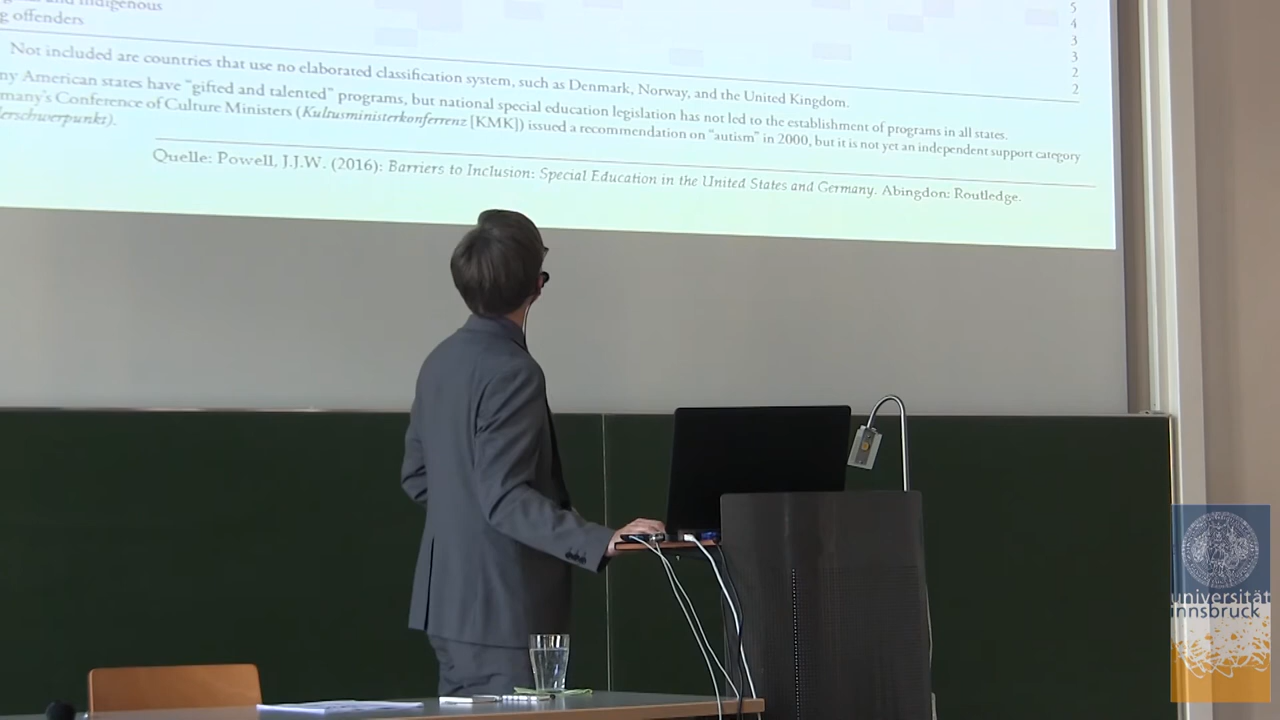 and Indigenous
g offenders
5
4
3
3
2
2
Not included are countries that use no elaborated classification system, such as Denmark, Norway, and the United Kingdom.
ny American states have "gifted and talented" programs, but national special education legislation has not led to the establishment of programs in all states.
many's Conference of Culture Ministers (Kultusministerkonferrenz [KMK]) issued a recommendation on "autism" in 2000, but it is not yet an independent support category
lerschwerpunkt).
Quelle: Powell, J.J.W. (2016): Barriers to Inclusion: Special Education in the United States and Germany. Abingdon: Routledge.
universität
innsbruck